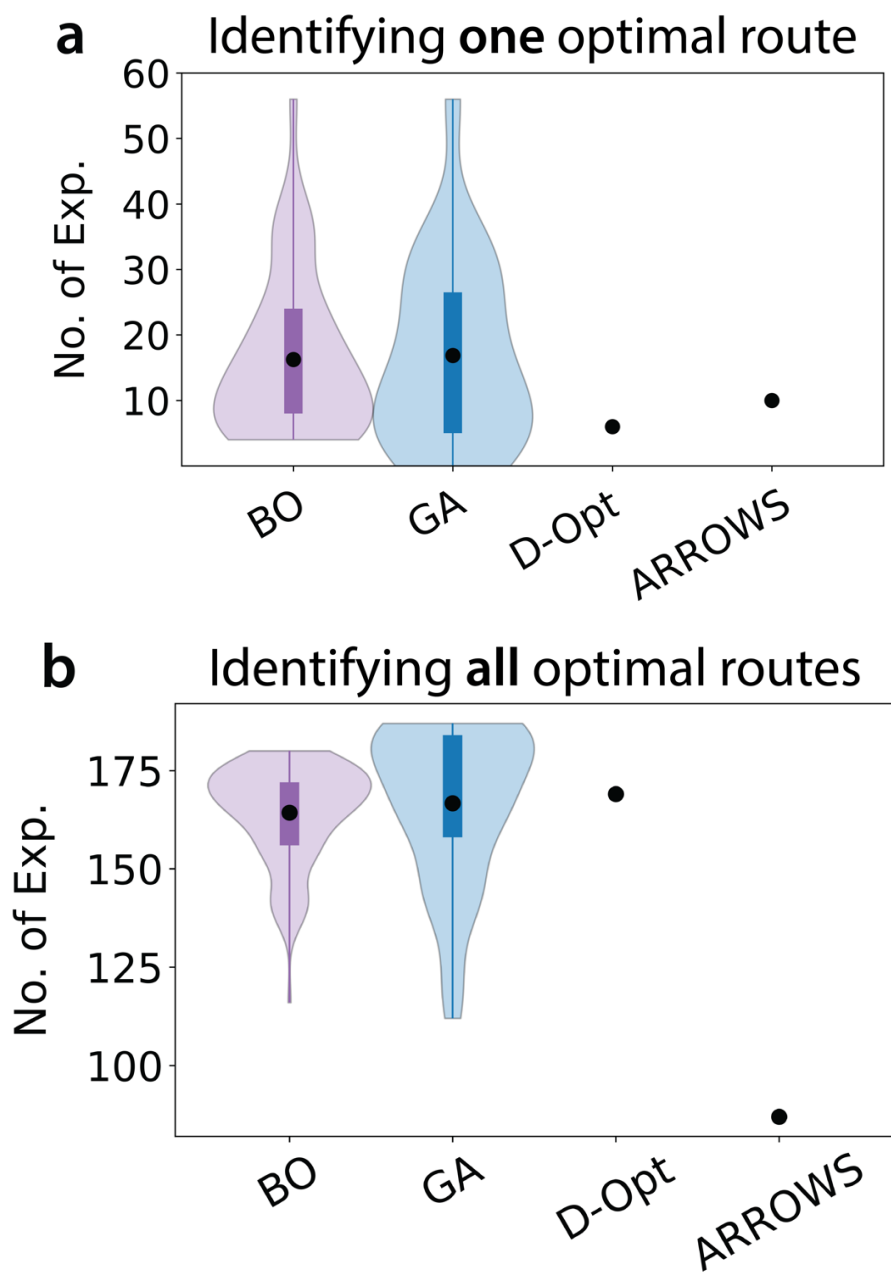 a Identifying one optimal route
60
50
40
30
20
10
No. of Exp.
BO
GA
D-Opt
ARROWS
b Identifying all optimal routes
175
150
125
100
No. of Exp.
BO
GA
D-Opt
ARROWS